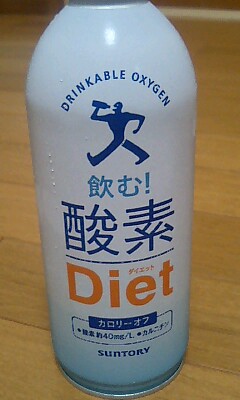 DRINKABLE OXYGEN
飲む!
酸素
ダイエット
Diet
カロリーオフ
●酸素 約40mg/L ●カルニチン
SUNTORY